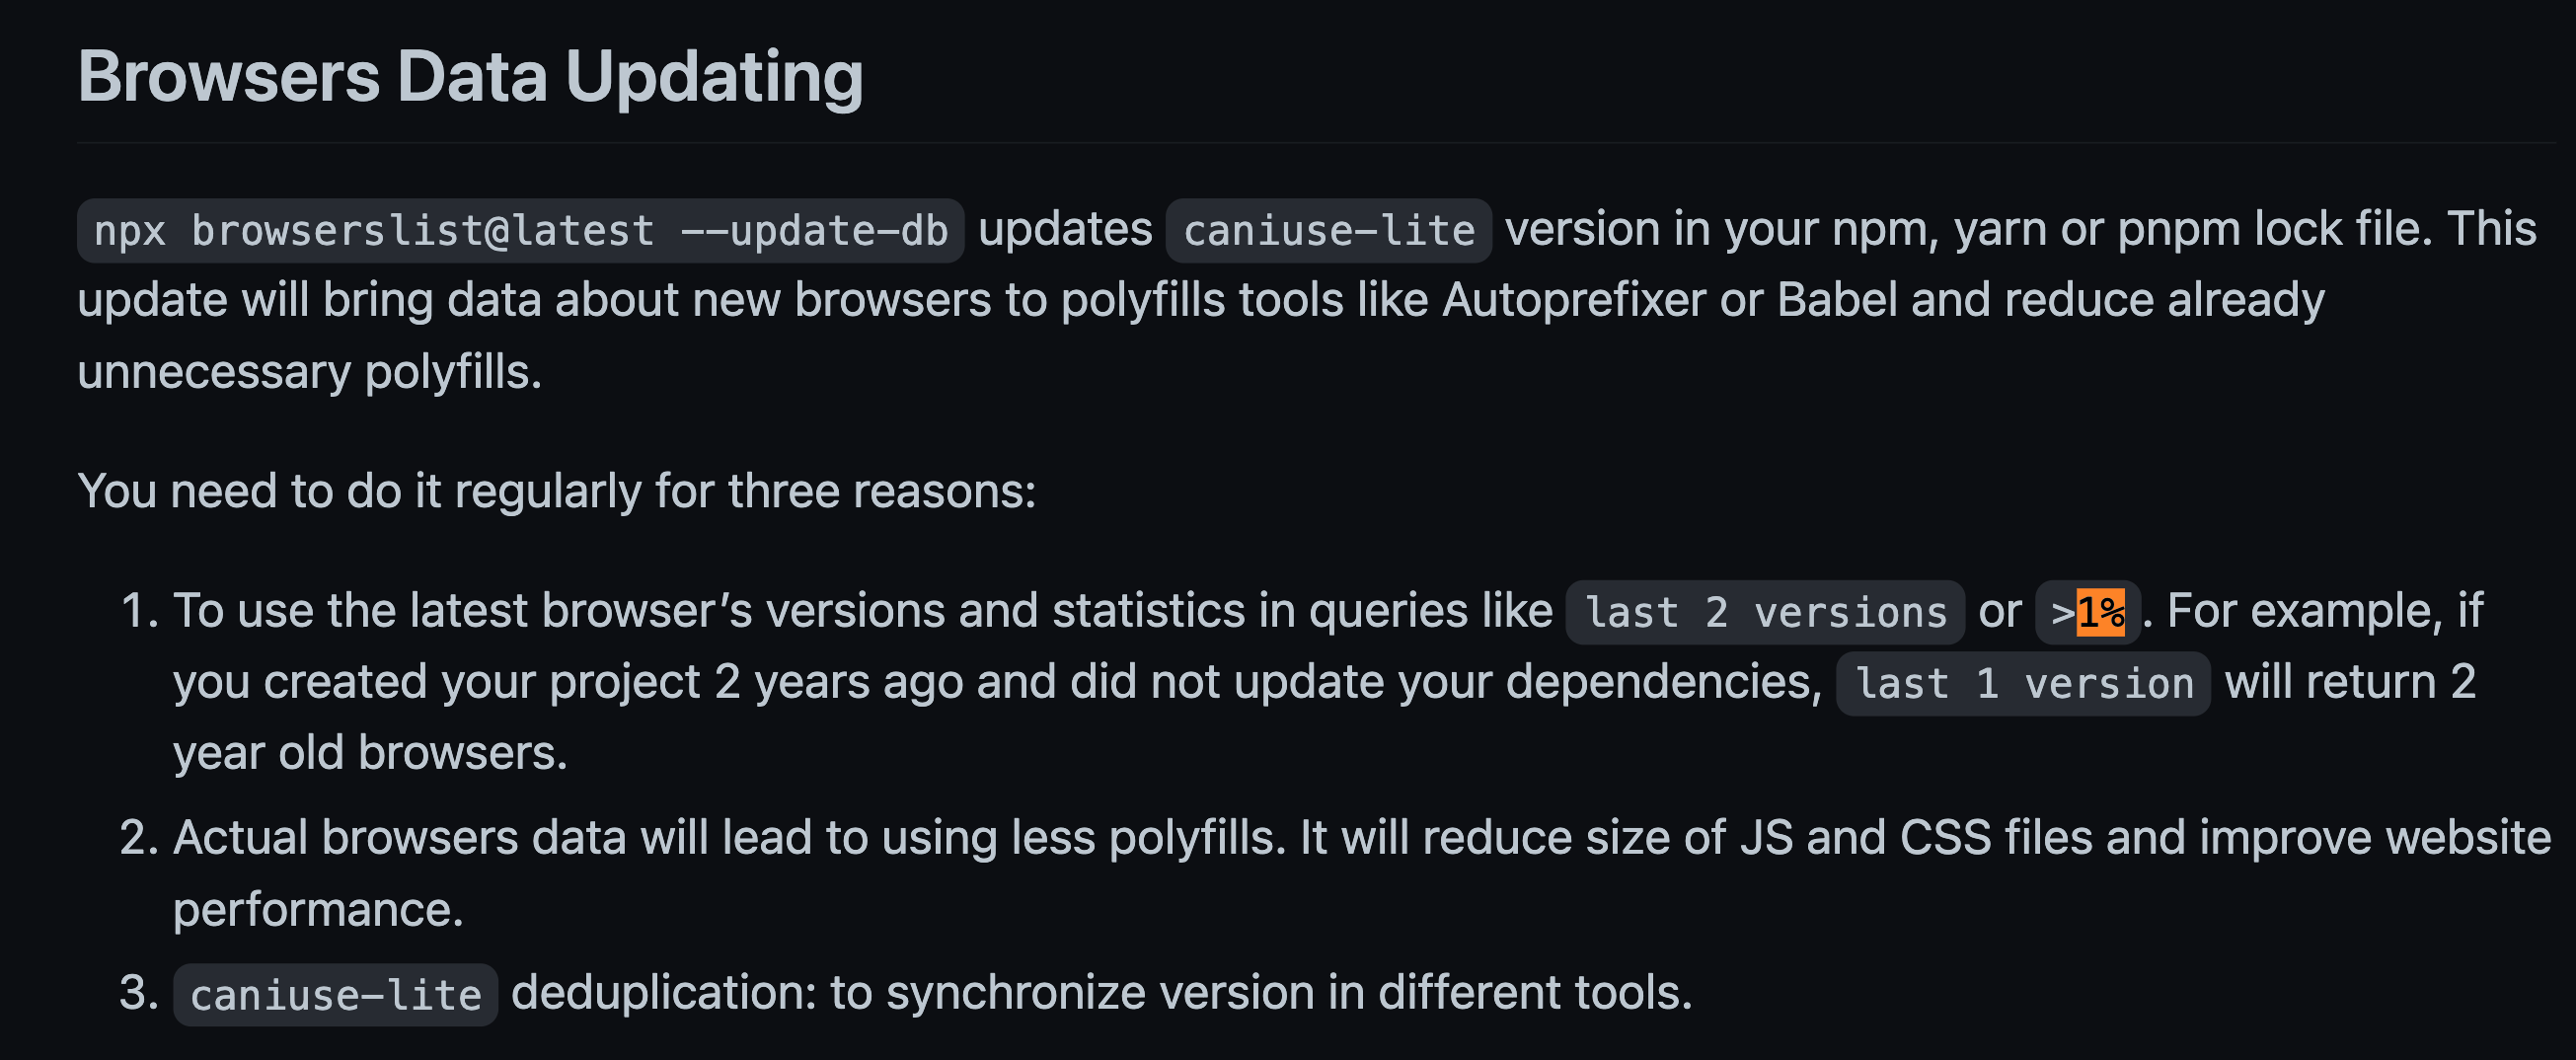 Browsers Data Updating
npx browserslist@latest --update-db updates caniuse-lite version in your npm, yarn or pnpm lock file. This
update will bring data about new browsers to polyfills tools like Autoprefixer or Babel and reduce already
unnecessary polyfills.
You need to do it regularly for three reasons:
1. To use the latest browser’s versions and statistics in queries like last 2 versions or >1%. For example, if
you created your project 2 years ago and did not update your dependencies, last 1 version will return 2
year old browsers.
2. Actual browsers data will lead to using less polyfills. It will reduce size of JS and CSS files and improve website
performance.
3. caniuse-lite deduplication: to synchronize version in different tools.